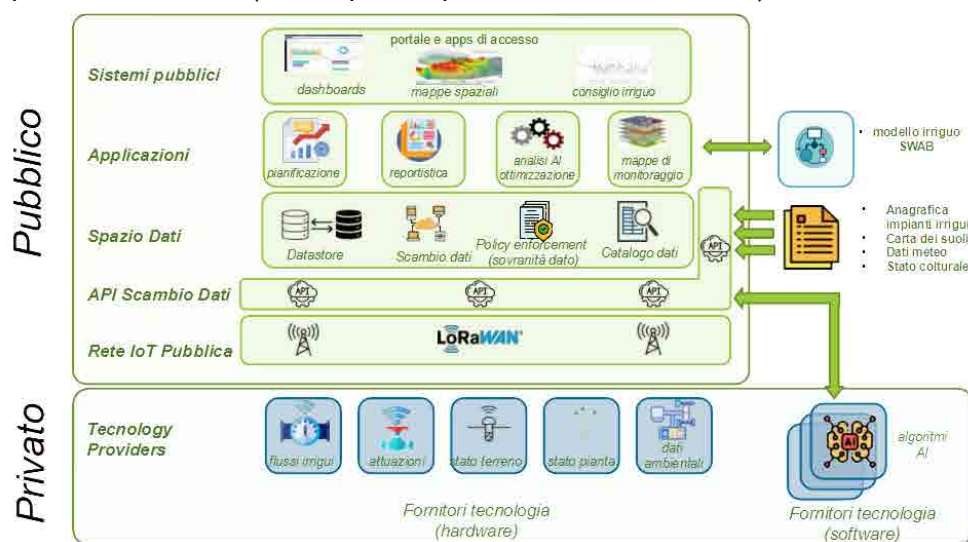 Pubblico
portale e apps di accesso
Sistemi pubblici
dashboards
mappe spaziali
consiglio irriguo
Applicazioni
pianificazione
reportistica
analisi AI
ottimizzazione
mappe di
monitoraggio
• modello irriguo
SWAB
Spazio Dati
Datastore
Scambio dati
Policy enforcement
(sovranità dato)
Catalogo dati
API
• Anagrafica
impianti irrigui
• Carta dei suoli
• Dati meteo
• Stato colturale
API Scambio Dati
API
API
API
Rete IoT Pubblica
LoRaWAN®
Privato
Tecnology
Providers
flussi irrigui
attuazioni
stato terreno
stato pianta
dati
ambientali
AI
algoritmi
AI
Fornitori tecnologia
(hardware)
Fornitori tecnologia
(software)